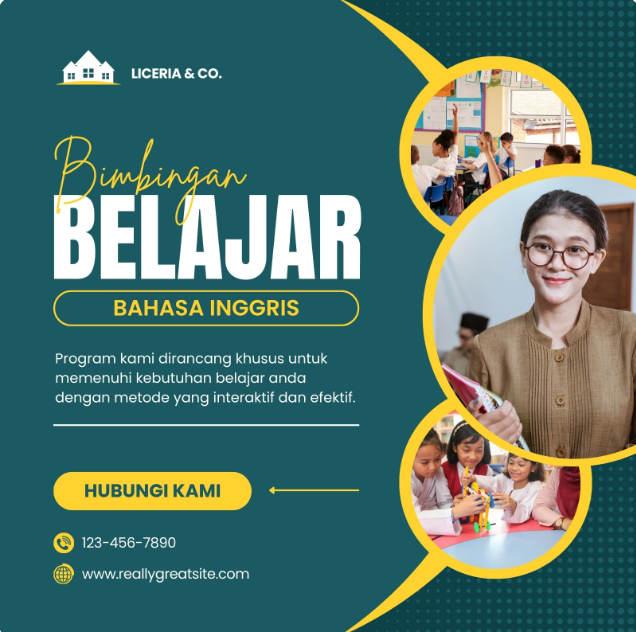 LICERIA & CO.
Bimbingan
BELAJAR
BAHASA INGGRIS
Program kami dirancang khusus untuk
memenuhi kebutuhan belajar anda
dengan metode yang interaktif dan efektif.
HUBUNGI KAMI
123-456-7890
www.reallygreatsite.com